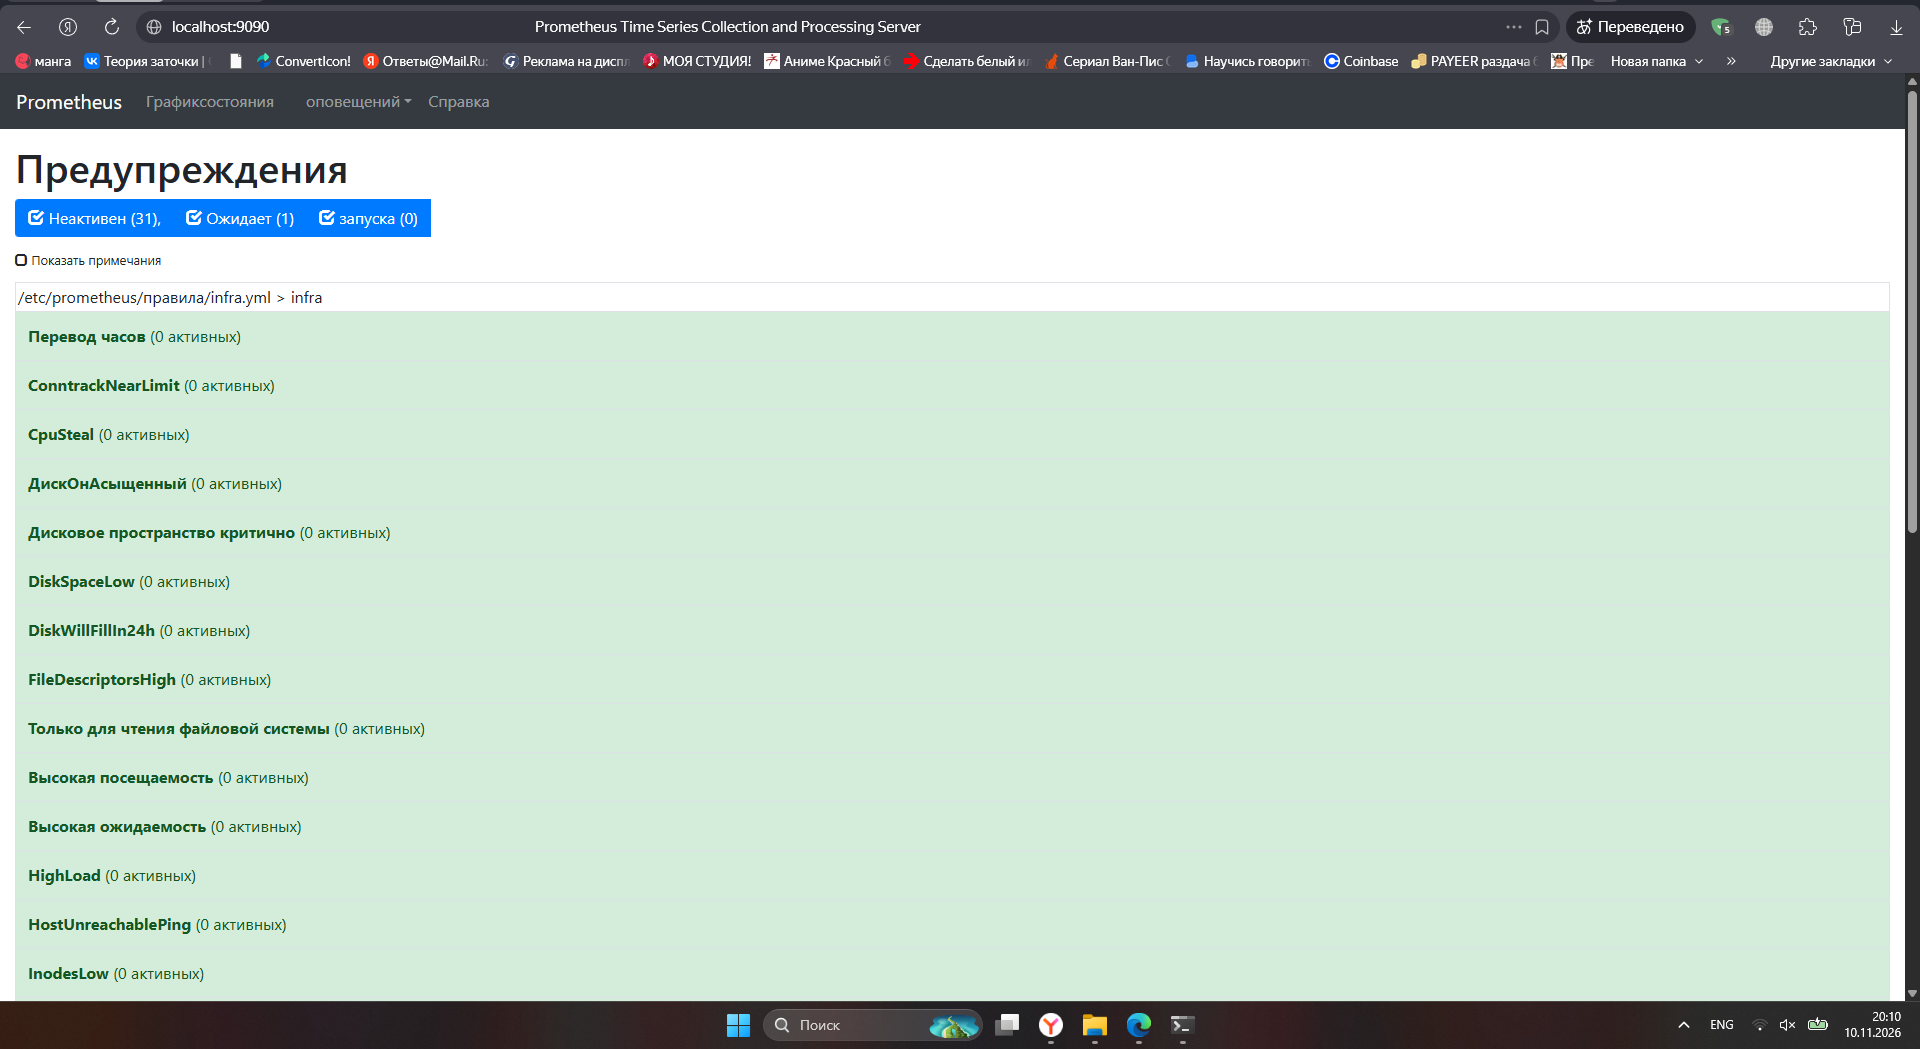 localhost:9090
Prometheus Time Series Collection and Processing Server
Переведено
5
манга
Теория заточки |
ConvertIcon!
Ответы@Mail.Ru:
Реклама на диспл
МОЯ СТУДИЯ!
Аниме Красный б
Сделать белый ил
Сериал Ван-Пис
Научись говорить
Coinbase
PAYEER раздача
Пре
Новая папка
Другие закладки
Prometheus
Графиксостояния
оповещений
Справка
Предупреждения
Неактивен (31),
Ожидает (1)
запуска (0)
Показать примечания
/etc/prometheus/правила/infra.yml > infra
Перевод часов (0 активных)
ConntrackNearLimit (0 активных)
CpuSteal (0 активных)
ДискОнАсыщенный (0 активных)
Дисковое пространство критично (0 активных)
DiskSpaceLow (0 активных)
DiskWillFillIn24h (0 активных)
FileDescriptorsHigh (0 активных)
Только для чтения файловой системы (0 активных)
Высокая посещаемость (0 активных)
Высокая ожидаемость (0 активных)
HighLoad (0 активных)
HostUnreachablePing (0 активных)
InodesLow (0 активных)
Поиск
ENG
20:10
10.11.2026